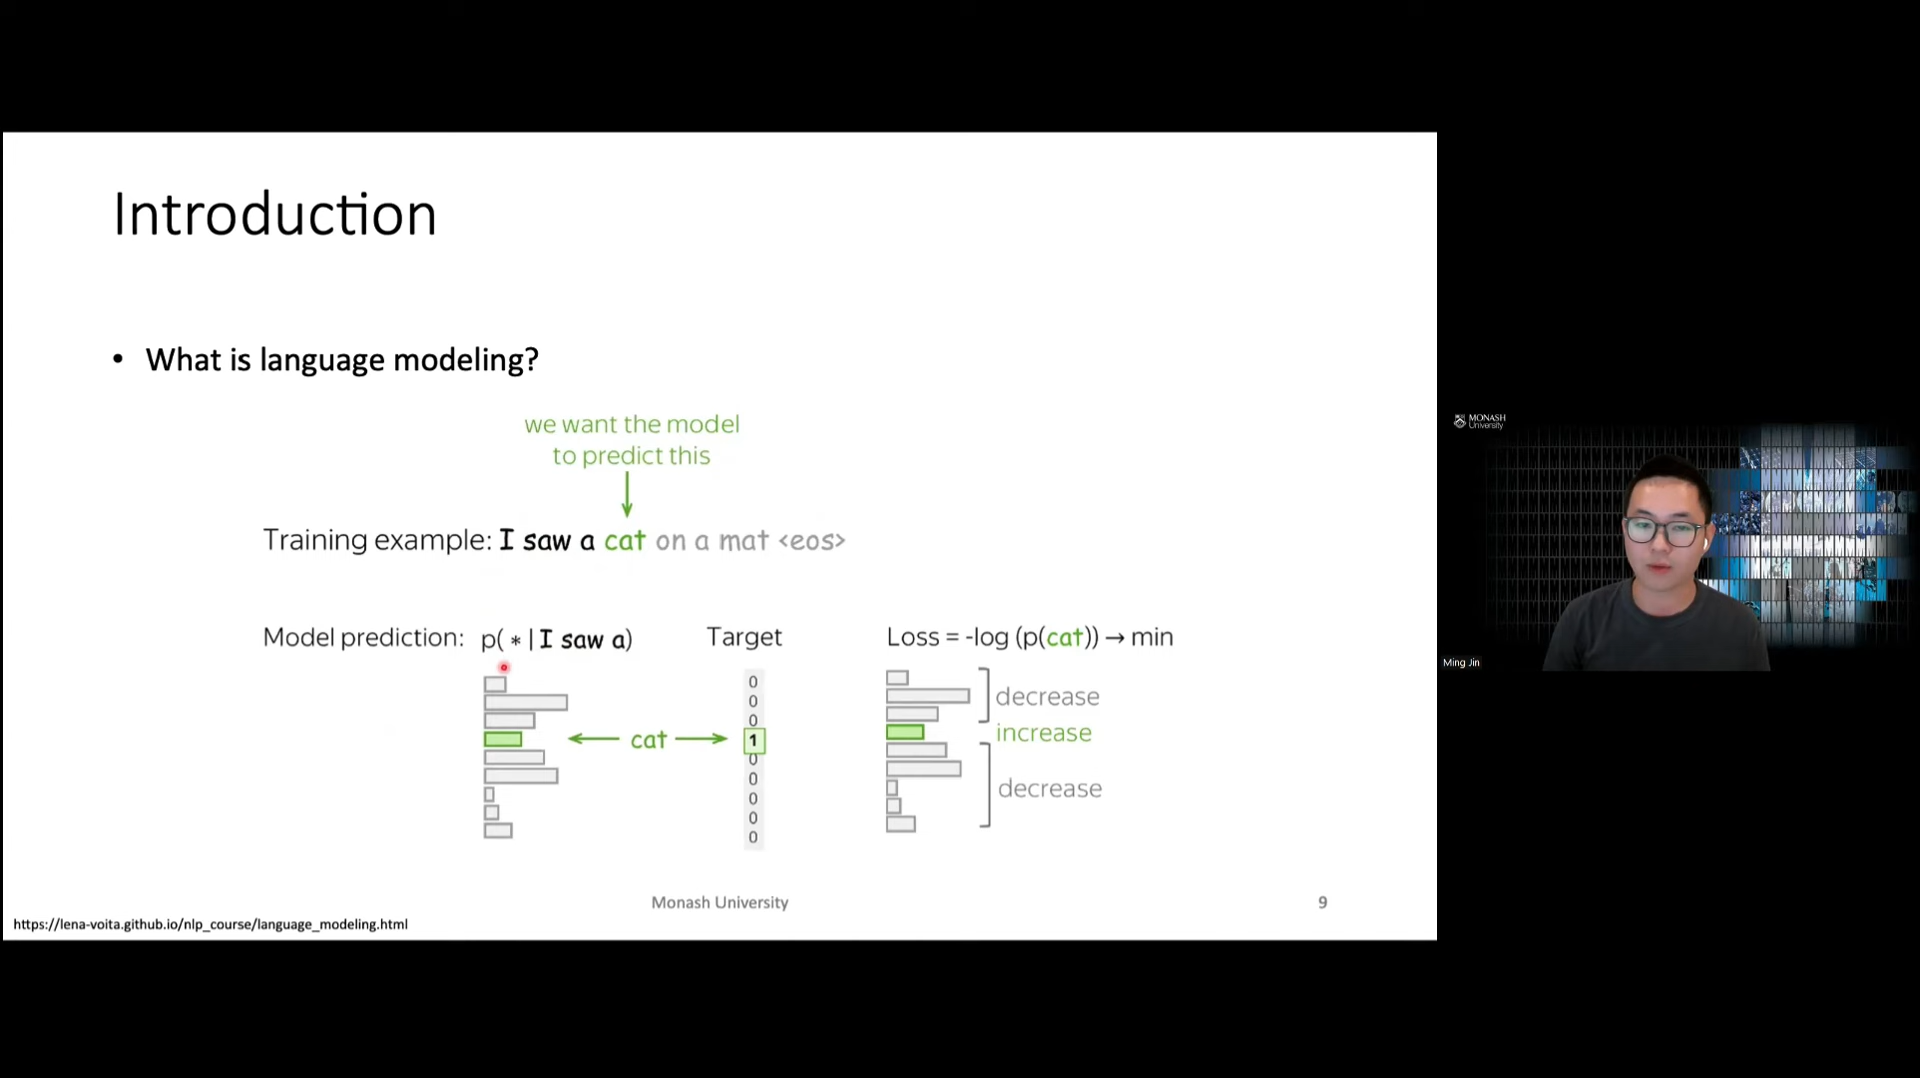 Introduction
• What is language modeling?
we want the model
to predict this
Training example: I saw a cat on a mat <eos>
Model prediction: p( * | I saw a)
Target
Loss = -log (p(cat)) → min
0
0
0
1
0
0
0
0
0
cat
decrease
increase
decrease
Monash University
9
https://lena-voita.github.io/nlp_course/language_modeling.html
MONASH
University
Ming Jin